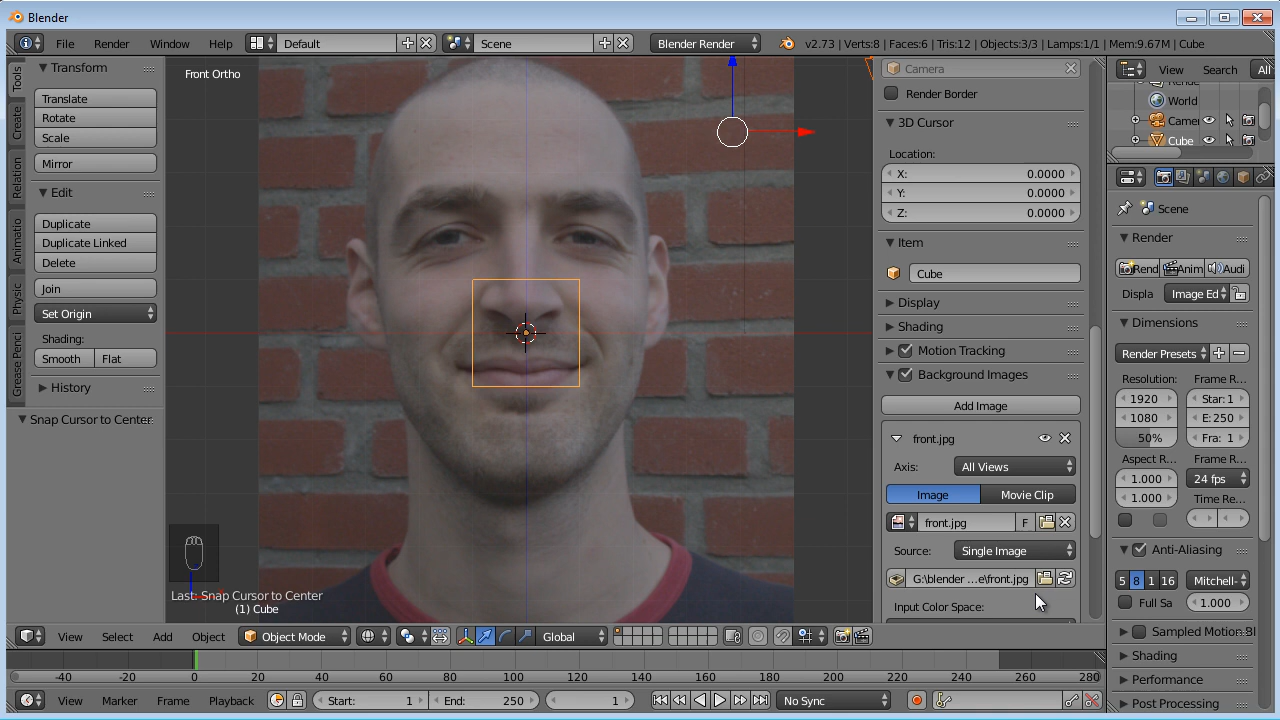 Blender
File Render Window Help Default Scene Blender Render v2.73 | Verts:8 | Faces:6 | Tris:12 | Objects:3/3 | Lamps:1/1 | Mem:9.67M | Cube
Tools
Create
Relation
Animatio
Physic
Grease Penci
Transform
Translate
Rotate
Scale
Mirror
Edit
Duplicate
Duplicate Linked
Delete
Join
Set Origin
Shading:
Smooth Flat
History
Snap Cursor to Center
Front Ortho
Last: Snap Cursor to Center
(1) Cube
Camera
Render Border
3D Cursor
Location:
X: 0.0000
Y: 0.0000
Z: 0.0000
Item
Cube
Display
Shading
Motion Tracking
Background Images
Add Image
front.jpg
Axis: All Views
Image Movie Clip
front.jpg F
Source: Single Image
G:\blender ...e\front.jpg
Input Color Space:
View Search All
World
Camer
Cube
Scene
Render
Rend Anim Audi
Displa Image Ed
Dimensions
Render Presets
Resolution: Frame R...
1920 Star: 1
1080 E: 250
50% Fra: 1
Aspect R... Frame R...
1.000 24 fps
1.000 Time Re...
Anti-Aliasing
5 8 11 16 Mitchell-
Full Sa 1.000
Sampled Motion Bl
Shading
Performance
Post Processing
View Select Add Object Object Mode Global
-40 -20 0 20 40 60 80 100 120 140 160 180 200 220 240 260 280
View Marker Frame Playback Start: 1 End: 250 1 No Sync